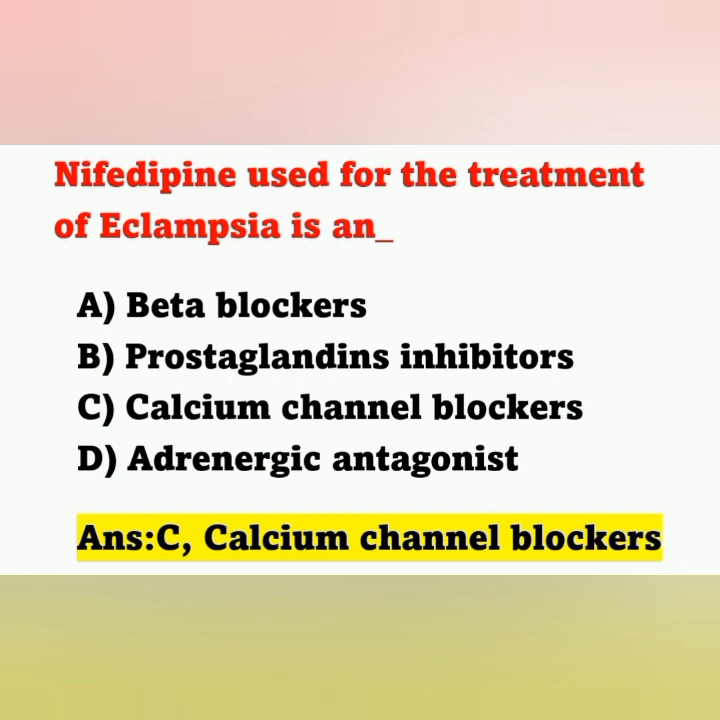 Nifedipine used for the treatment
of Eclampsia is an_
A) Beta blockers
B) Prostaglandins inhibitors
C) Calcium channel blockers
D) Adrenergic antagonist
Ans:C, Calcium channel blockers